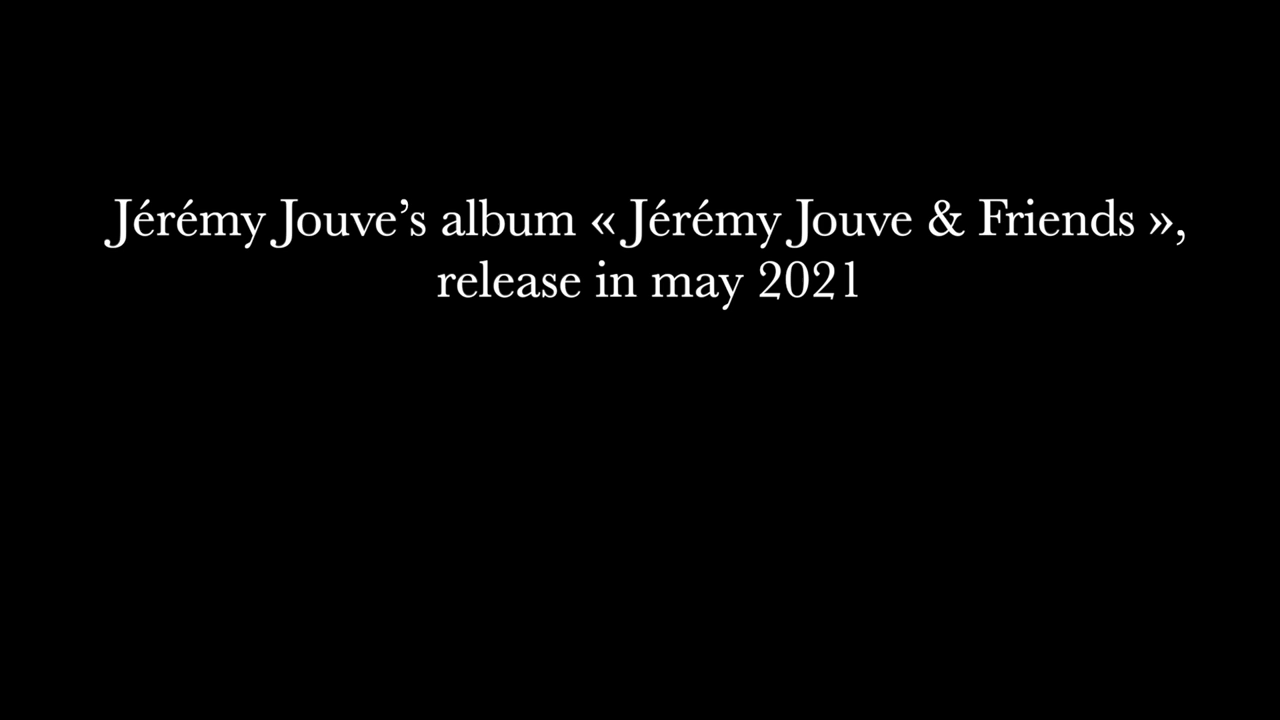 Jérémy Jouve’s album « Jérémy Jouve & Friends »,
release in may 2021